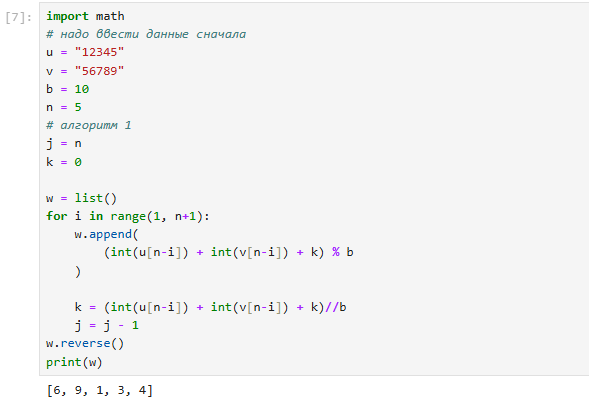 [7]: import math
# надо ввести данные сначала
u = "12345"
v = "56789"
b = 10
n = 5
# алгоритм 1
j = n
k = 0
w = list()
for i in range(1, n+1):
    w.append(
        (int(u[n-i]) + int(v[n-i]) + k) % b
    )
    k = (int(u[n-i]) + int(v[n-i]) + k)//b
    j = j - 1
w.reverse()
print(w)
[6, 9, 1, 3, 4]